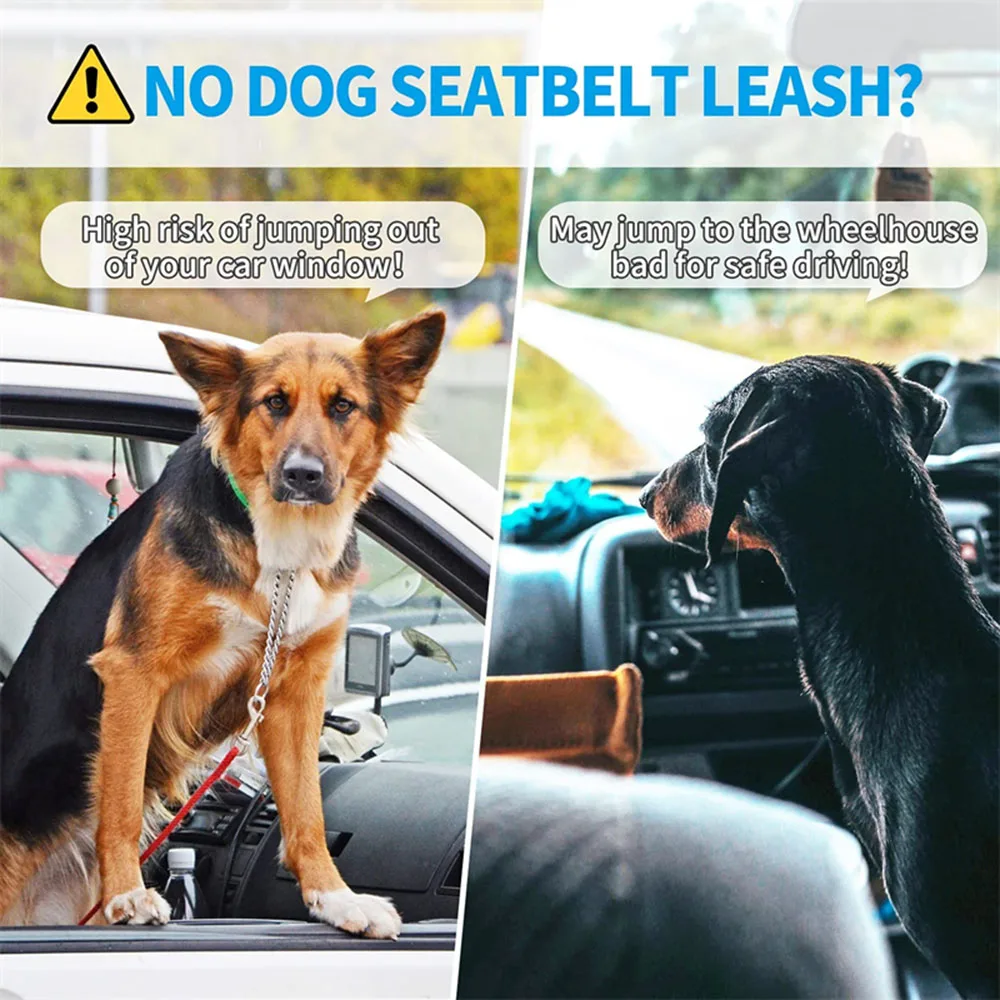 NO DOG SEATBELT LEASH?
High risk of jumping out
of your car window!
May jump to the wheelhouse
bad for safe driving!